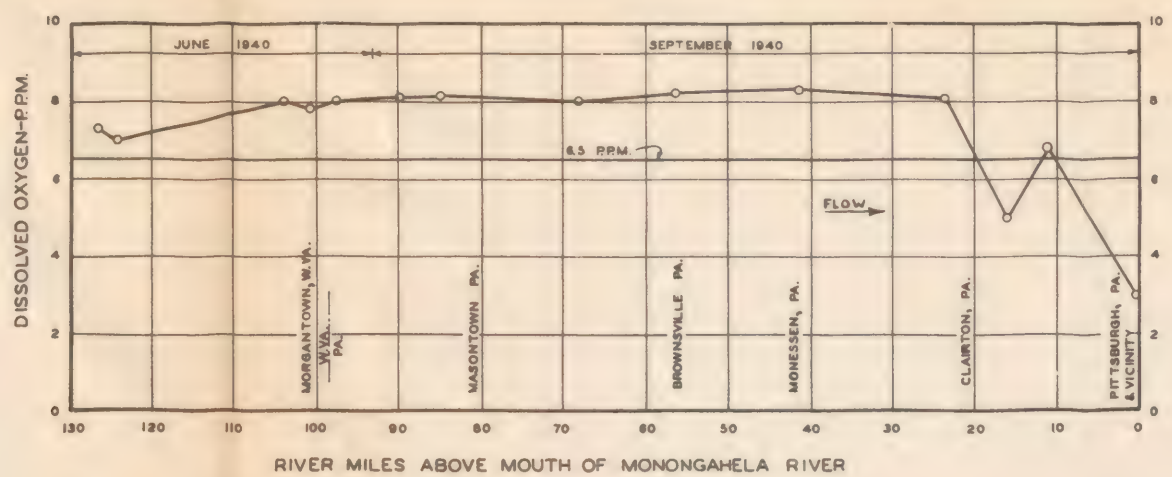 10
8
6
4
2
0
DISSOLVED OXYGEN-P.P.M.
JUNE 1940
SEPTEMBER 1940
6.5 P.P.M.
FLOW
MORGANTOWN, W.VA.
W.VA.
PA.
MASONTOWN PA.
BROWNSVILLE PA.
MONESSEN, PA.
CLAIRTON, PA.
PITTSBURGH, PA.
& VICINITY
10
8
6
4
2
0
130 120 110 100 90 80 70 60 50 40 30 20 10 0
RIVER MILES ABOVE MOUTH OF MONONGAHELA RIVER